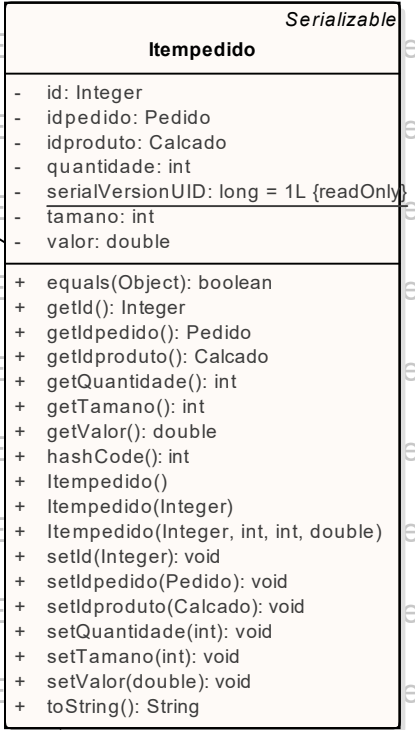 Serializable
Itempedido
- id: Integer
- idpedido: Pedido
- idproduto: Calcado
- quantidade: int
- serialVersionUID: long = 1L {readOnly}
- tamano: int
- valor: double
+ equals(Object): boolean
+ getId(): Integer
+ getIdpedido(): Pedido
+ getIdproduto(): Calcado
+ getQuantidade(): int
+ getTamano(): int
+ getValor(): double
+ hashCode(): int
+ Itempedido()
+ Itempedido(Integer)
+ Itempedido(Integer, int, int, double)
+ setId(Integer): void
+ setIdpedido(Pedido): void
+ setIdproduto(Calcado): void
+ setQuantidade(int): void
+ setTamano(int): void
+ setValor(double): void
+ toString(): String